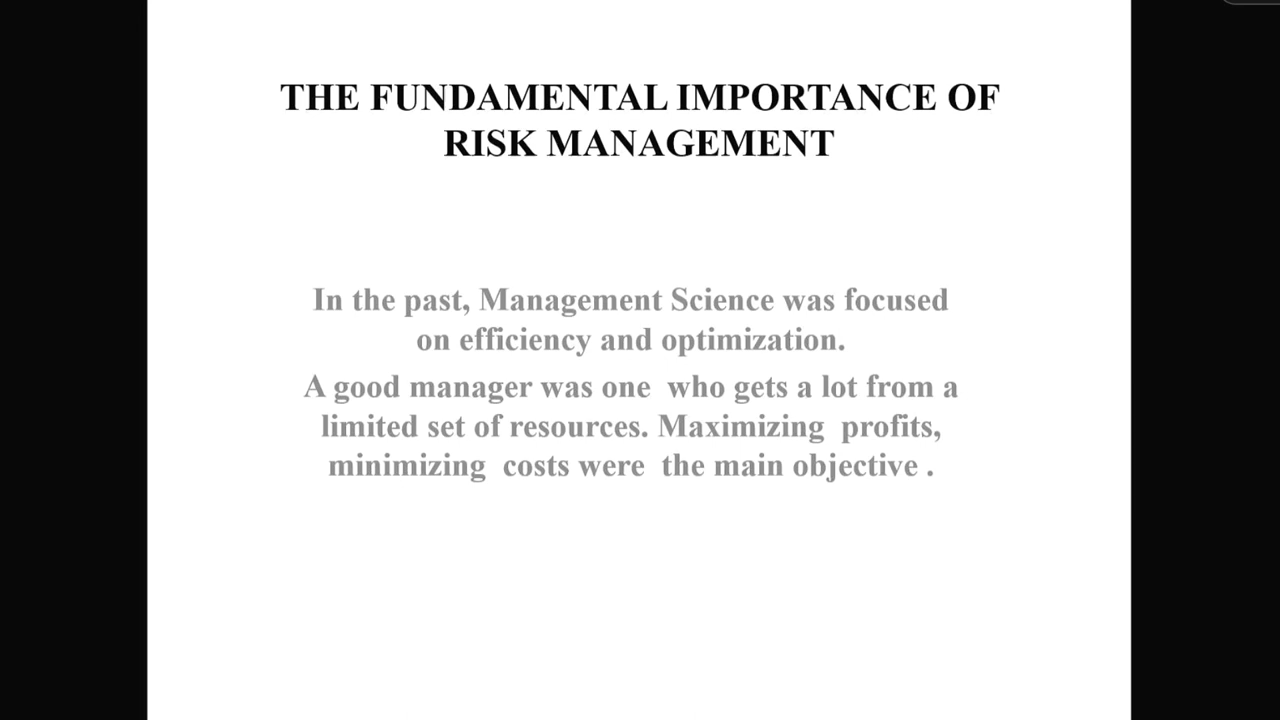 THE FUNDAMENTAL IMPORTANCE OF
RISK MANAGEMENT
In the past, Management Science was focused
on efficiency and optimization.
A good manager was one  who gets a lot from a
limited set of resources. Maximizing  profits,
minimizing  costs were  the main objective .